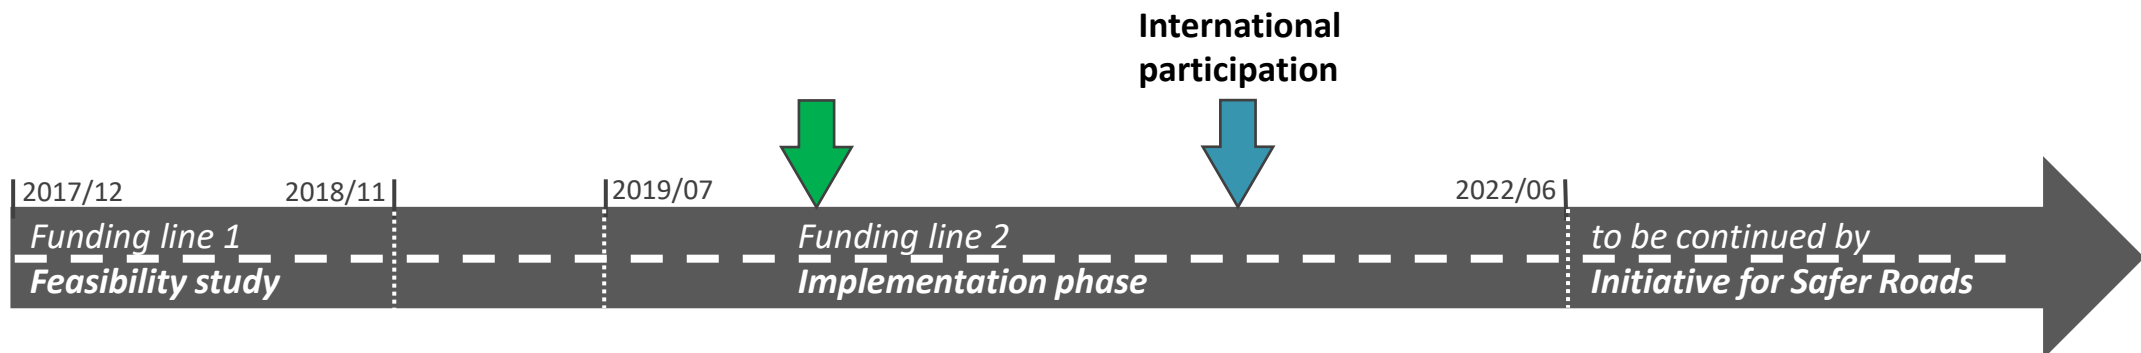 International
participation
2017/12
2018/11
2019/07
2022/06
Funding line 1
Feasibility study
Funding line 2
Implementation phase
to be continued by
Initiative for Safer Roads